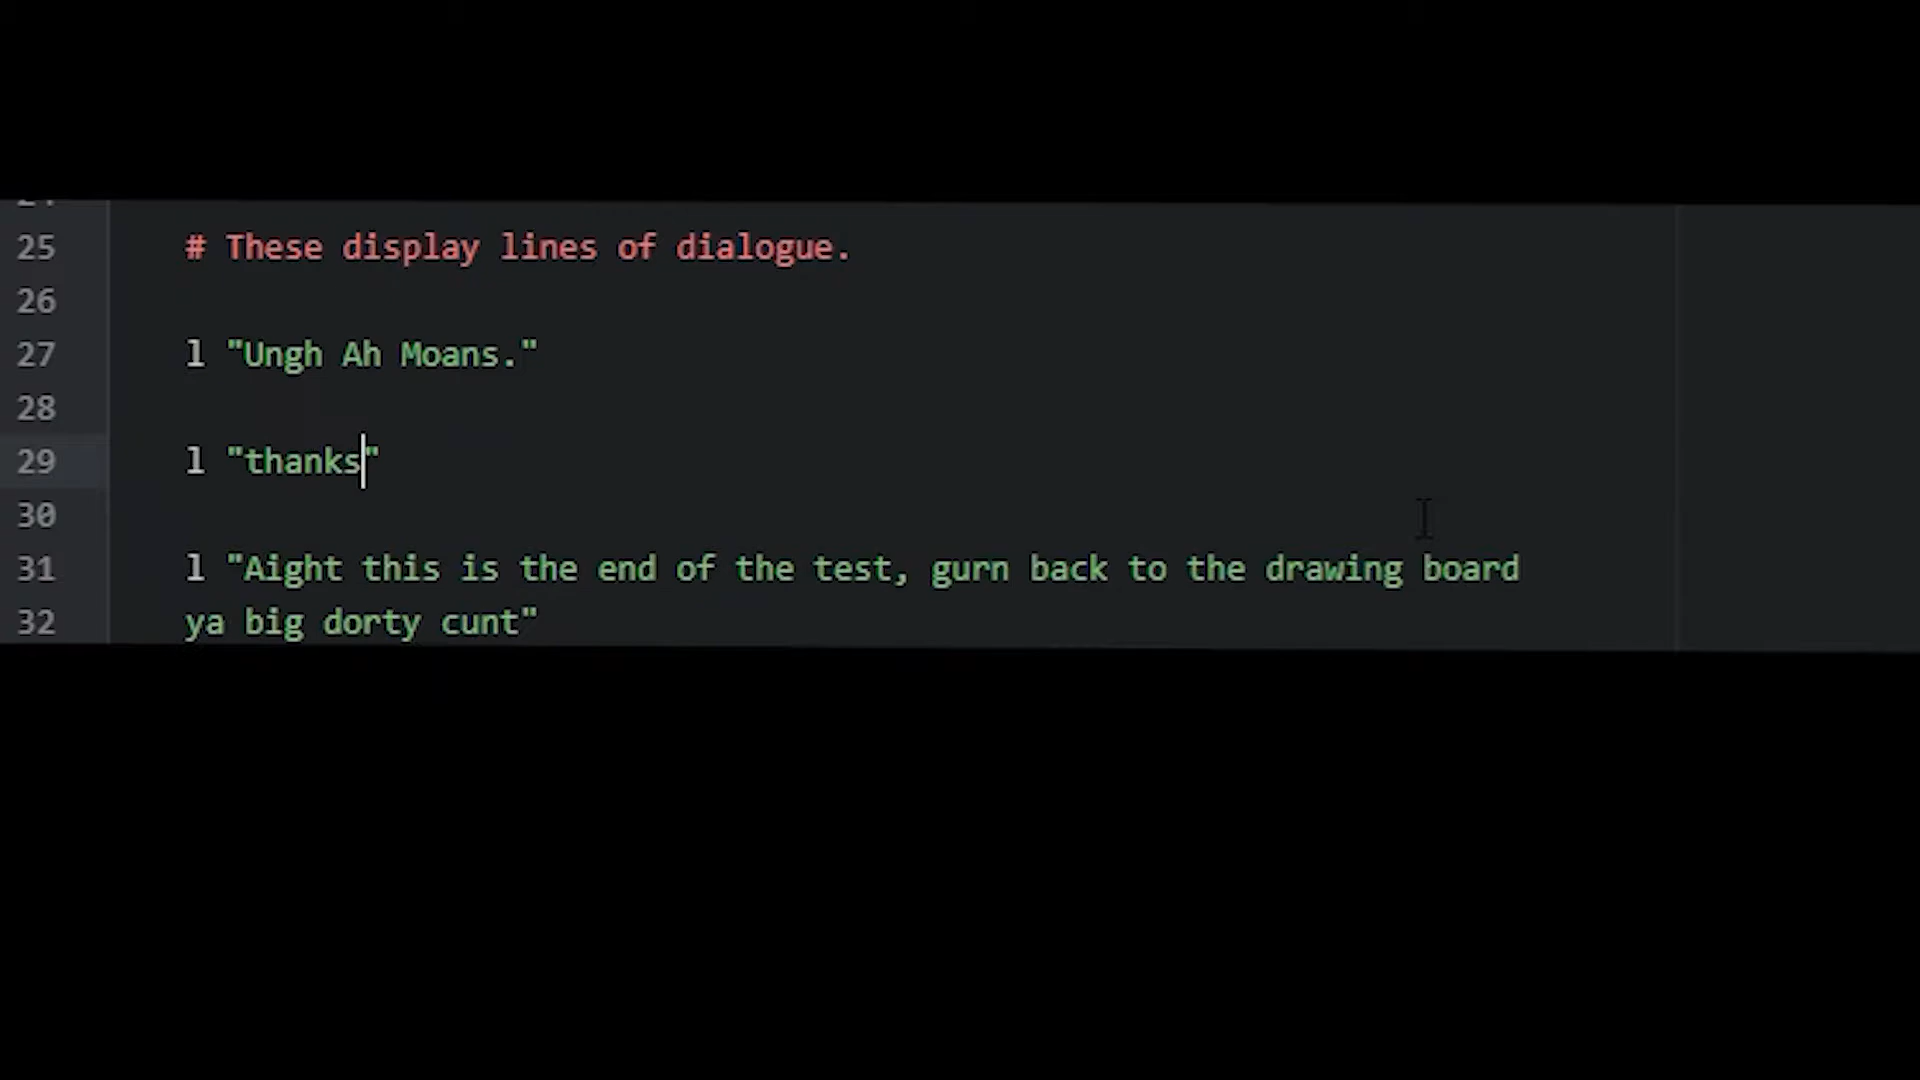 25 # These display lines of dialogue.
26
27 l "Ungh Ah Moans."
28
29 l "thanks"
30
31 l "Aight this is the end of the test, gurn back to the drawing board
32 ya big dorty cunt"